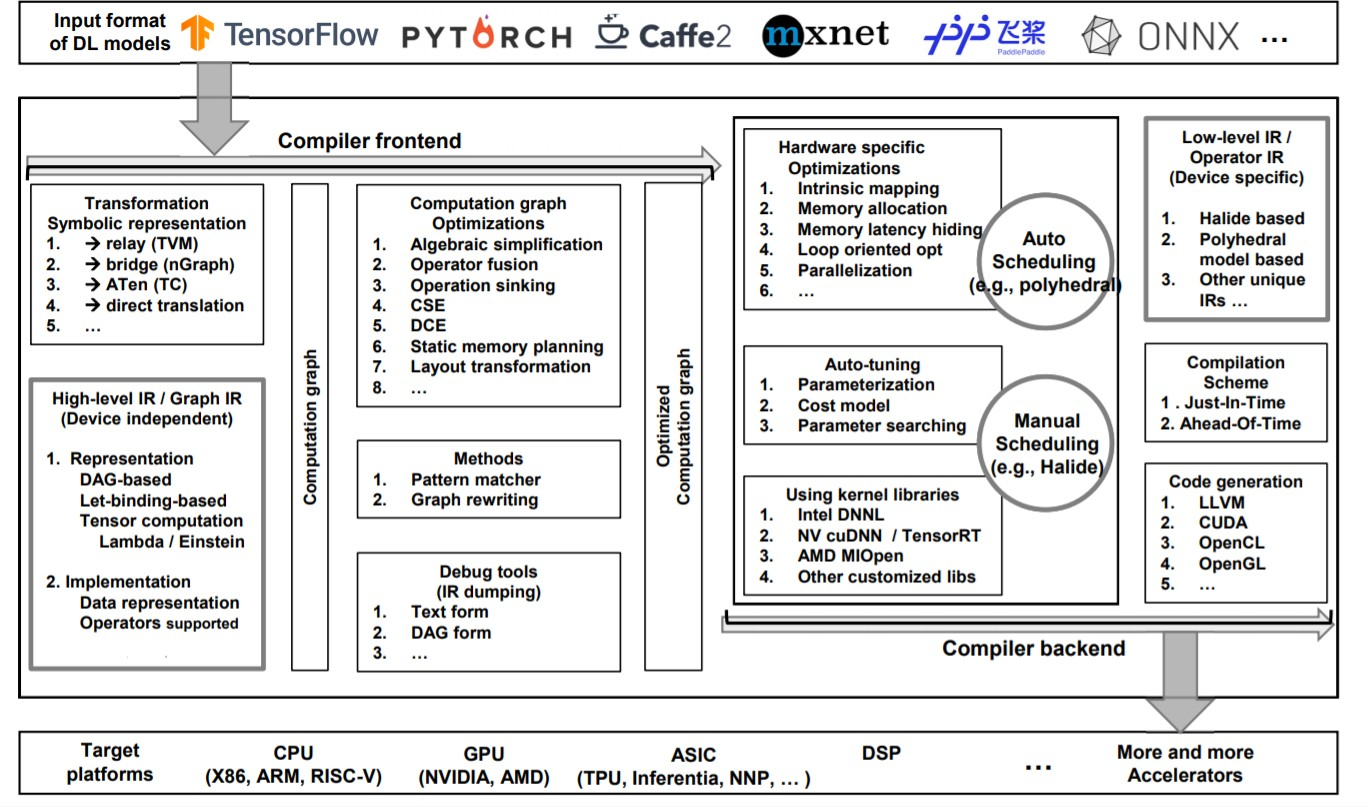 Input format
of DL models
TensorFlow
PYTORCH
Caffe2
mxnet
飞桨
PaddlePaddle
ONNX
...
Compiler frontend
Transformation
Symbolic representation
1. → relay (TVM)
2. → bridge (nGraph)
3. → ATen (TC)
4. → direct translation
5. ...
High-level IR / Graph IR
(Device independent)
1. Representation
DAG-based
Let-binding-based
Tensor computation
Lambda / Einstein
2. Implementation
Data representation
Operators supported
Computation graph
Computation graph
Optimizations
1. Algebraic simplification
2. Operator fusion
3. Operation sinking
4. CSE
5. DCE
6. Static memory planning
7. Layout transformation
8. ...
Methods
1. Pattern matcher
2. Graph rewriting
Debug tools
(IR dumping)
1. Text form
2. DAG form
3. ...
Optimized
Computation graph
Hardware specific
Optimizations
1. Intrinsic mapping
2. Memory allocation
3. Memory latency hiding
4. Loop oriented opt
5. Parallelization
6. ...
Auto
Scheduling
(e.g., polyhedral)
Auto-tuning
1. Parameterization
2. Cost model
3. Parameter searching
Manual
Scheduling
(e.g., Halide)
Using kernel libraries
1. Intel DNNL
2. NV cuDNN / TensorRT
3. AMD MIOpen
4. Other customized libs
Low-level IR /
Operator IR
(Device specific)
1. Halide based
2. Polyhedral
model based
3. Other unique
IRs ...
Compilation
Scheme
1 . Just-In-Time
2. Ahead-Of-Time
Code generation
1. LLVM
2. CUDA
3. OpenCL
4. OpenGL
5. ...
Compiler backend
Target
platforms
CPU
(X86, ARM, RISC-V)
GPU
(NVIDIA, AMD)
ASIC
(TPU, Inferentia, NNP, ... )
DSP
...
More and more
Accelerators